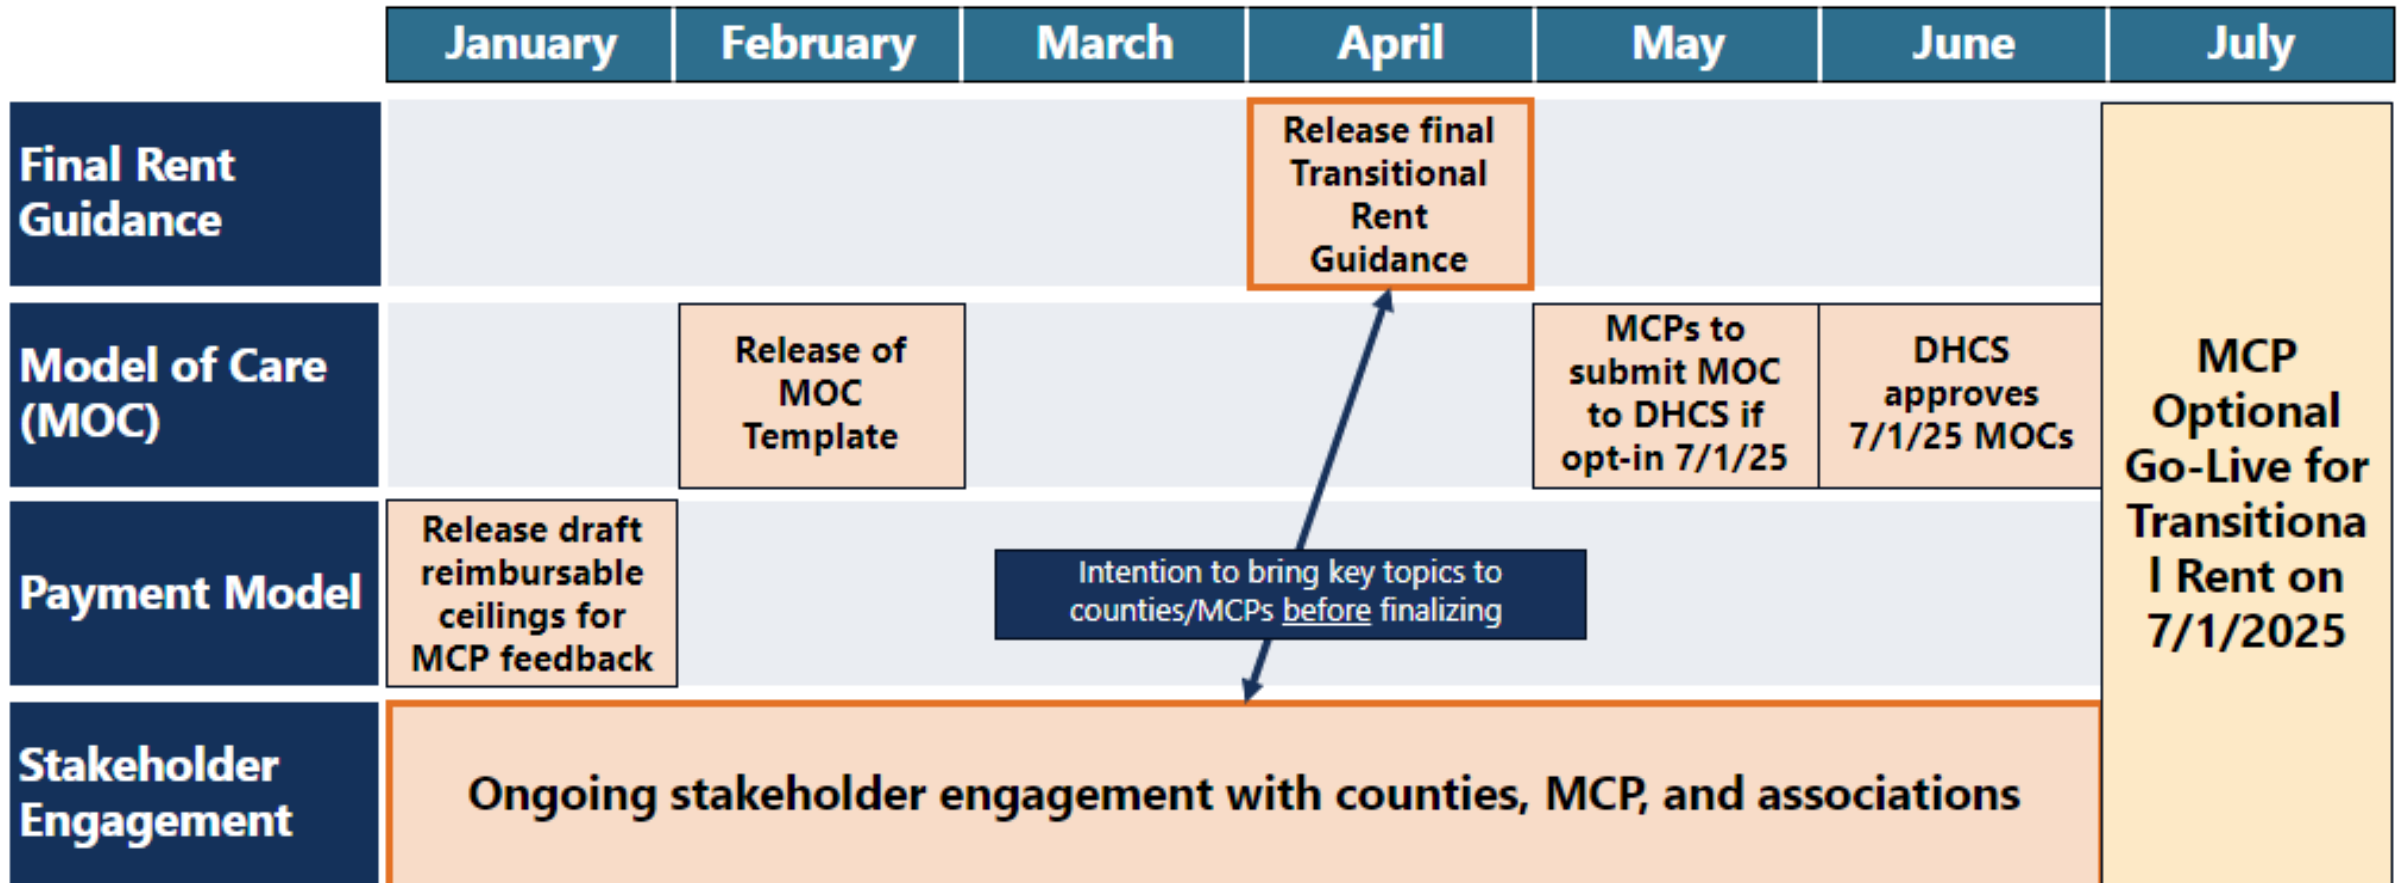 January
February
March
April
May
June
July
Final Rent
Guidance
Release final
Transitional
Rent
Guidance
Model of Care
(MOC)
Release of
MOC
Template
MCPs to
submit MOC
to DHCS if
opt-in 7/1/25
DHCS
approves
7/1/25 MOCs
MCP
Optional
Go-Live for
Transitiona
l Rent on
7/1/2025
Payment Model
Release draft
reimbursable
ceilings for
MCP feedback
Intention to bring key topics to
counties/MCPs before finalizing
Stakeholder
Engagement
Ongoing stakeholder engagement with counties, MCP, and associations